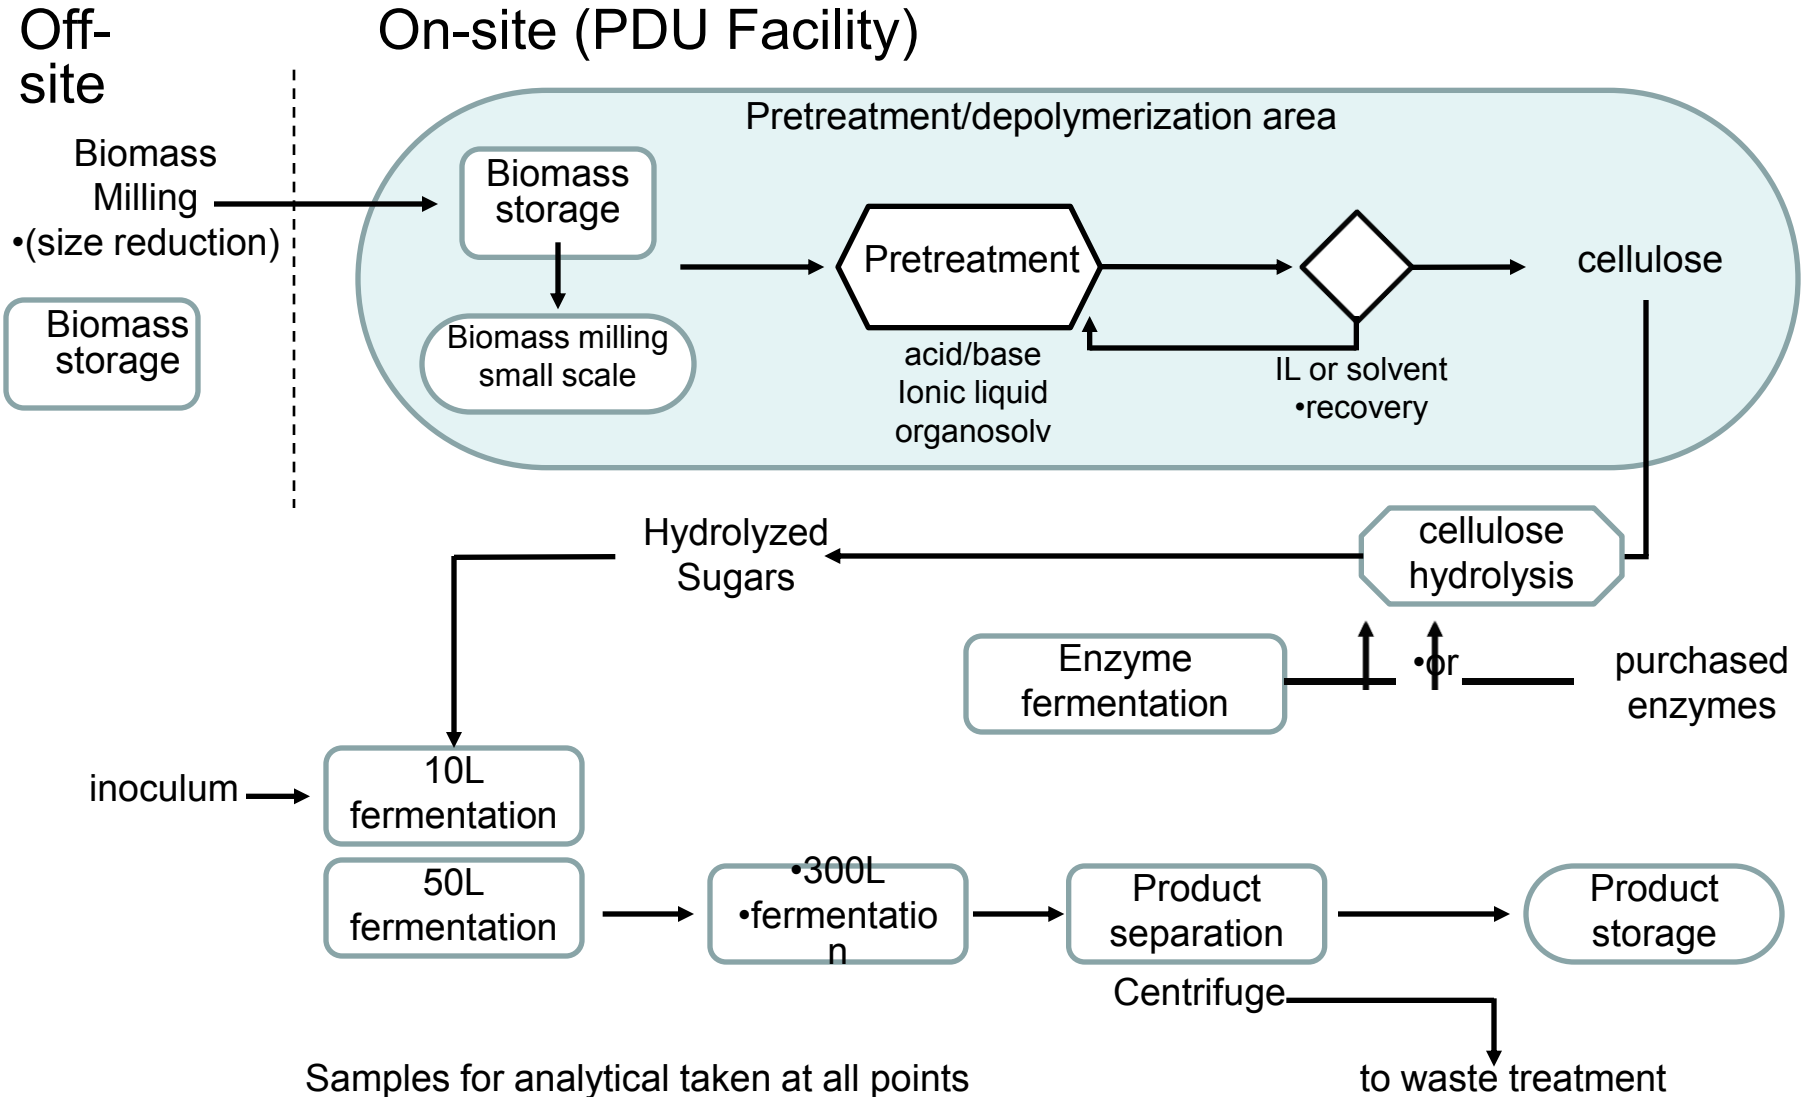 Off-
site
On-site (PDU Facility)
Pretreatment/depolymerization area
Biomass
Milling
•(size reduction)
Biomass
storage
Biomass
storage
Biomass milling
small scale
Pretreatment
acid/base
Ionic liquid
organosolv
IL or solvent
•recovery
cellulose
cellulose
hydrolysis
Hydrolyzed
Sugars
Enzyme
fermentation
•or
purchased
enzymes
inoculum
10L
fermentation
50L
fermentation
•300L
•fermentatio
n
Product
separation
Product
storage
Centrifuge
Samples for analytical taken at all points
to waste treatment